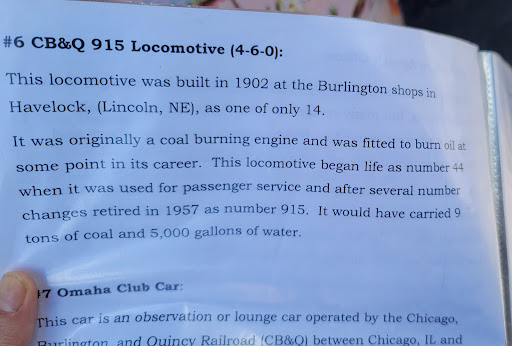 #6 CB&Q 915 Locomotive (4-6-0):
This locomotive was built in 1902 at the Burlington shops in
Havelock, (Lincoln, NE), as one of only 14.
It was originally a coal burning engine and was fitted to burn oil at
some point in its career. This locomotive began life as number 44
when it was used for passenger service and after several number
changes retired in 1957 as number 915. It would have carried 9
tons of coal and 5,000 gallons of water.
#7 Omaha Club Car:
This car is an observation or lounge car operated by the Chicago,
Burlington and Quincy Railroad (CB&Q) between Chicago, IL and